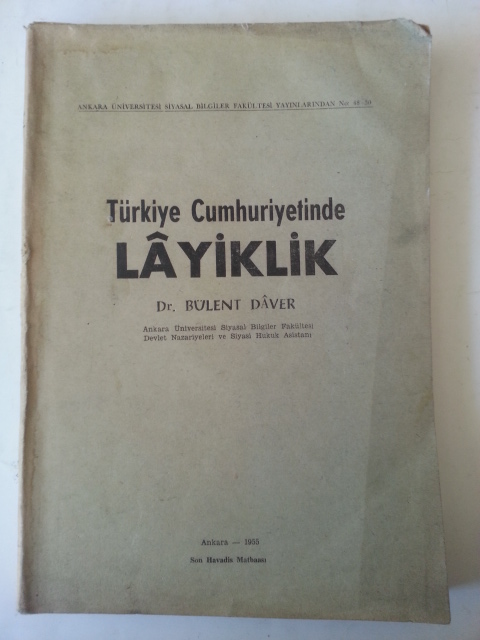 ANKARA ÜNİVERSİTESİ SİYASAL BİLGİLER FAKÜLTESİ YAYINLARINDAN No:
Türkiye Cumhuriyetinde
LÂYİKLİK
Dr. BÜLENT DÂVER
Ankara Üniversitesi Siyasal Bilgiler Fakültesi
Devlet Nazariyeleri ve Siyasi Hukuk Asistanı
Ankara — 1955
Son Havadis Matbaası